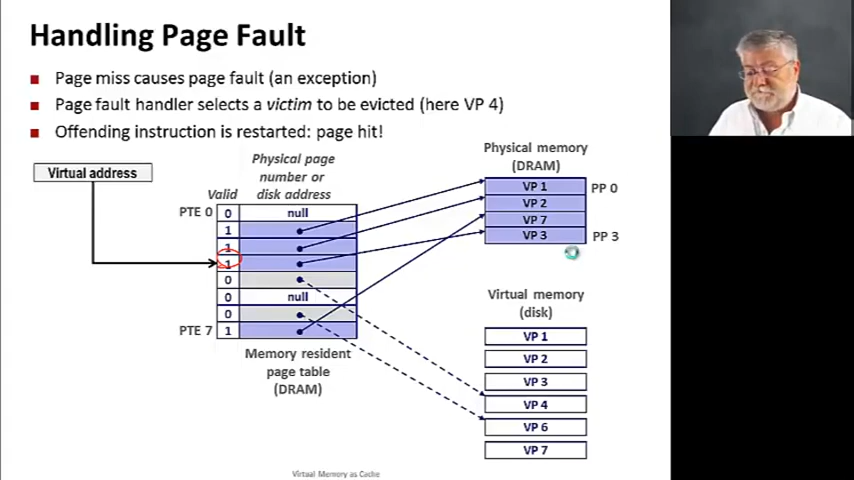 Handling Page Fault
Page miss causes page fault (an exception)
Page fault handler selects a victim to be evicted (here VP 4)
Offending instruction is restarted: page hit!
Virtual address
Physical page
number or
disk address
Valid
PTE 0
0
null
1
1
1
0
0
null
0
PTE 7
1
Memory resident
page table
(DRAM)
Physical memory
(DRAM)
VP 1
PP 0
VP 2
VP 7
VP 3
PP 3
Virtual memory
(disk)
VP 1
VP 2
VP 3
VP 4
VP 6
VP 7
Virtual Memory as Cache